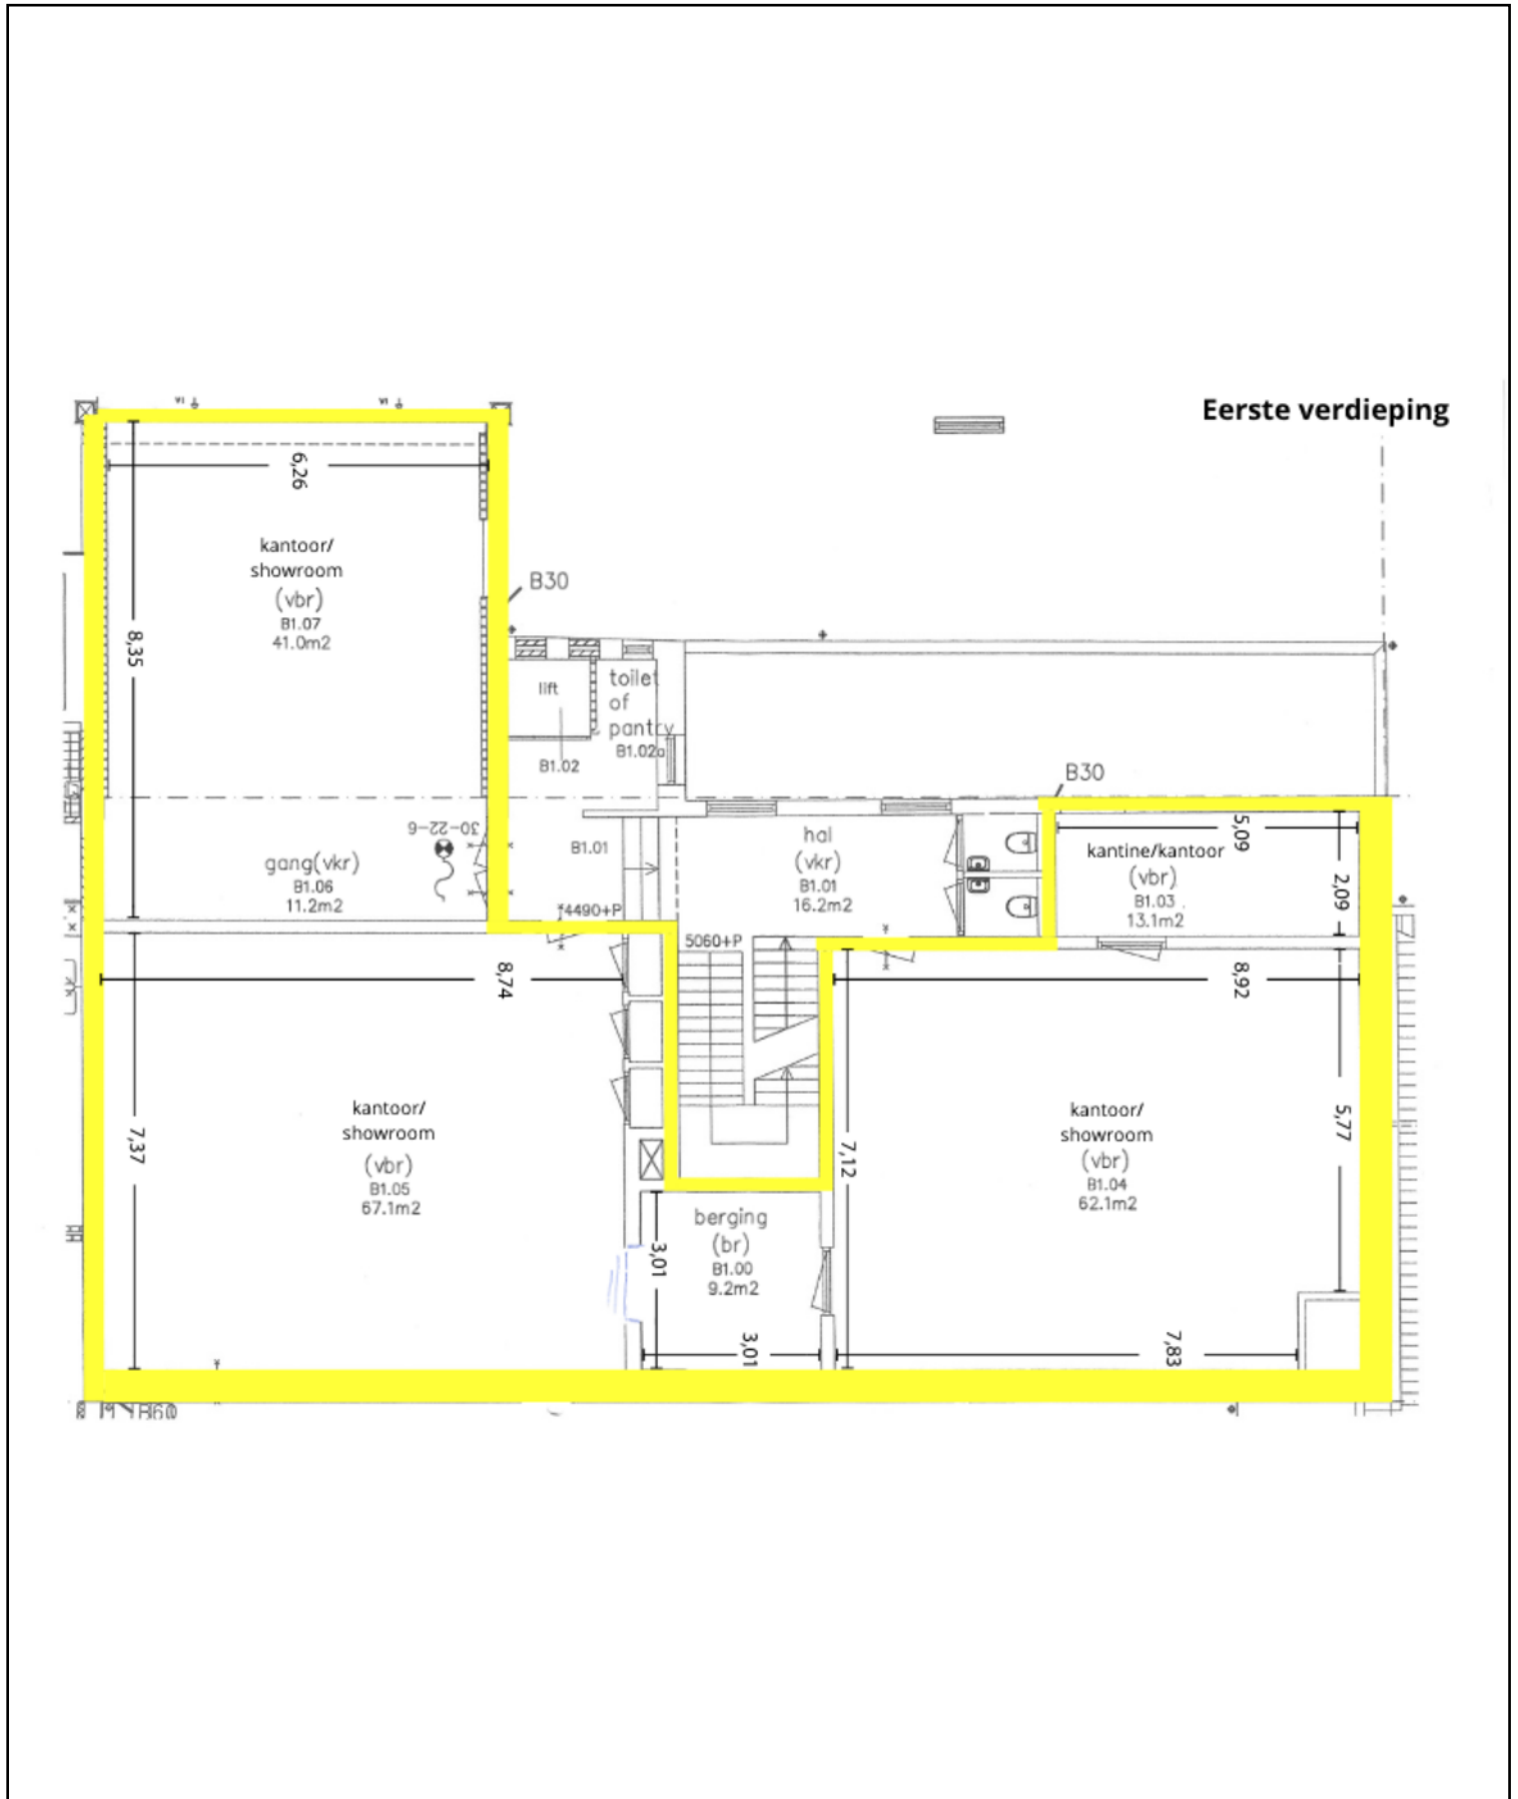 Eerste verdieping
6,26
kantoor/
showroom
(vbr)
B1.07
41.0m2
8,35
B30
lift
toilet
of
pantry
B1.02a
B1.02
B30
30-22-6
gang(vkr)
B1.06
11.2m2
B1.01
4490+P
hal
(vkr)
B1.01
16.2m2
5,09
kantine/kantoor
(vbr)
B1.03
13.1m2
2,09
5060+P
8,74
8,92
kantoor/
showroom
(vbr)
B1.05
67.1m2
7,37
7,12
kantoor/
showroom
(vbr)
B1.04
62.1m2
5,77
berging
(br)
B1.00
9.2m2
3,01
3,01
7,83